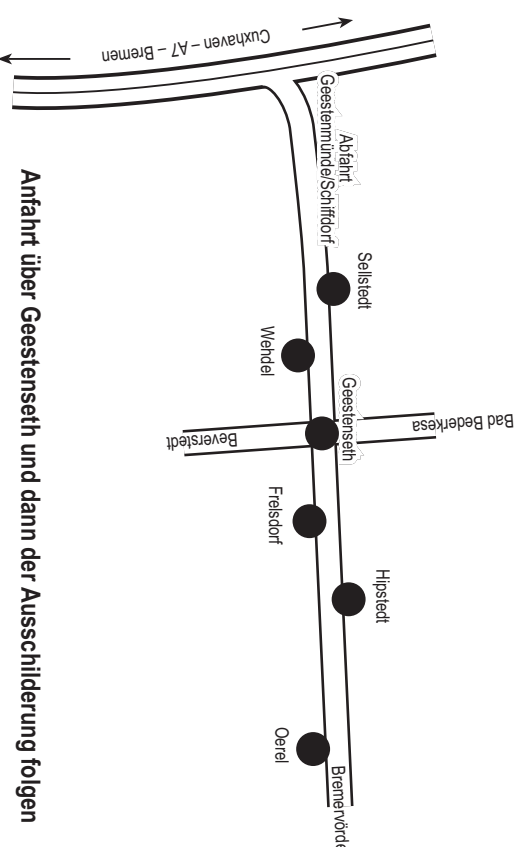 Cuxhaven – A7 – Bremen
Abfahrt
Geestenmünde/Schiffdorf
Sellstedt
Wehdel
Geestenseth
Bad Bederkesa
Beverstedt
Frelsdorf
Hipstedt
Oerel
Bremervörde
Anfahrt über Geestenseth und dann der Ausschilderung folgen